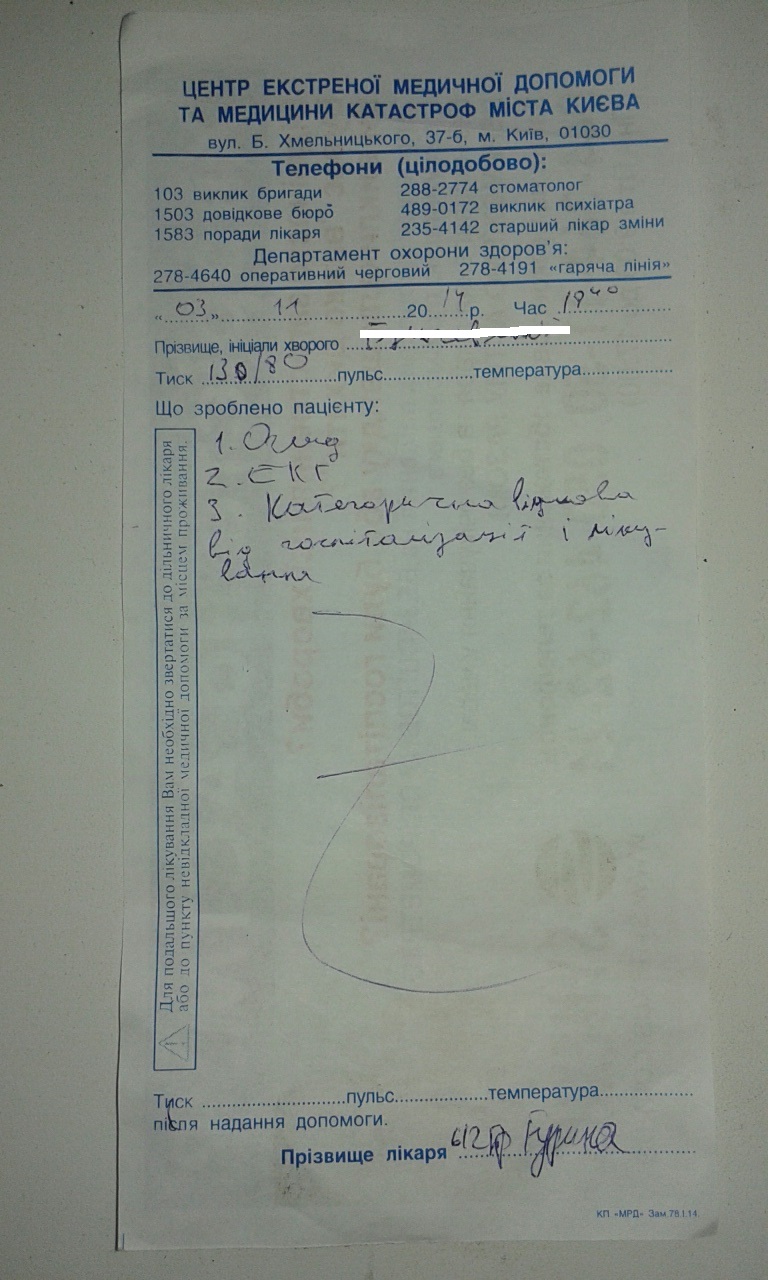 ЦЕНТР ЕКСТРЕНОЇ МЕДИЧНОЇ ДОПОМОГИ
ТА МЕДИЦИНИ КАТАСТРОФ МІСТА КИЄВА
вул. Б. Хмельницького, 37-б, м. Київ, 01030
Телефони (цілодобово):
103 виклик бригади 288-2774 стоматолог
1503 довідкове бюро 489-0172 виклик психіатра
1583 поради лікаря 235-4142 старший лікар зміни
Департамент охорони здоров'я:
278-4640 оперативний черговий 278-4191 «гаряча лінія»
"03" 11 2014р. Час 19 40
Прізвище, ініціали хворого
Тиск 130/80 пульс температура
Що зроблено пацієнту:
1. Огляд
2. ЕКГ
3. Категорична відмова
від госпіталізації і ліку-
вання
Для подальшого лікування Вам необхідно звертатися до дільничного лікаря
або до пункту невідкладної медичної допомоги за місцем проживання.
Тиск пульс температура
після надання допомоги.
Прізвище лікаря Гурина
КП «МРД» Зам.78.І.14.